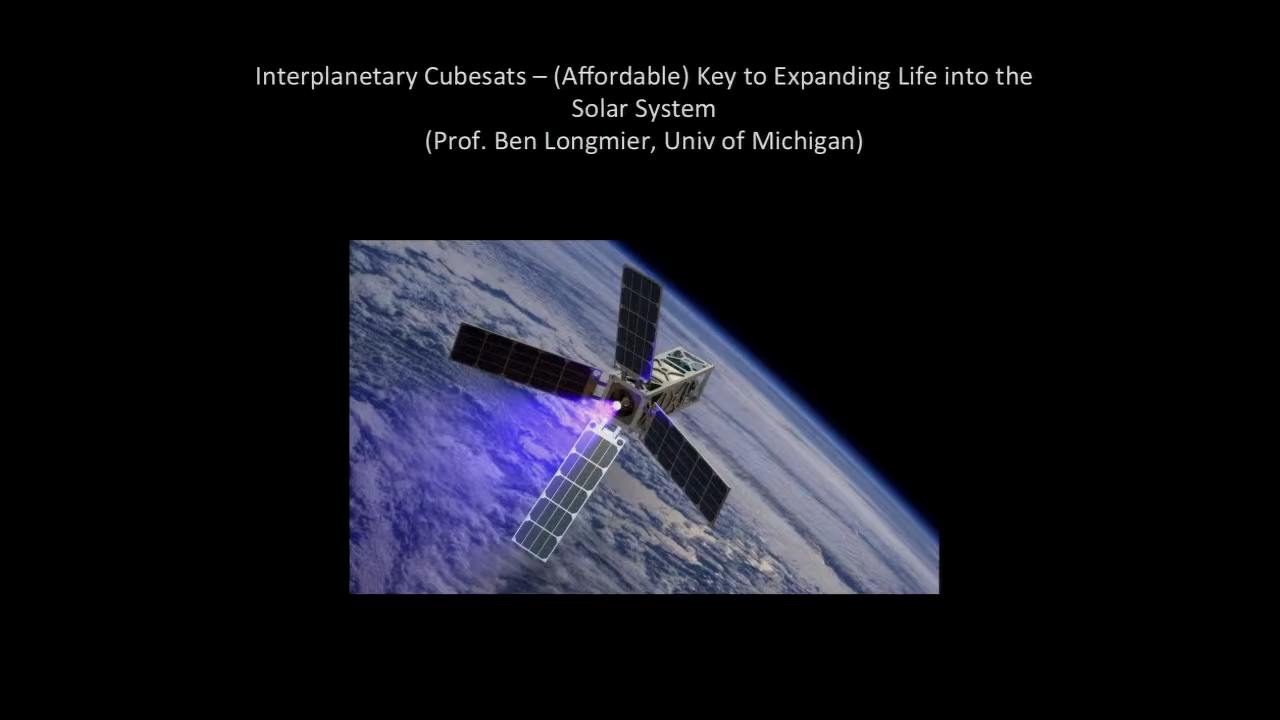 Interplanetary Cubesats – (Affordable) Key to Expanding Life into the
Solar System
(Prof. Ben Longmier, Univ of Michigan)